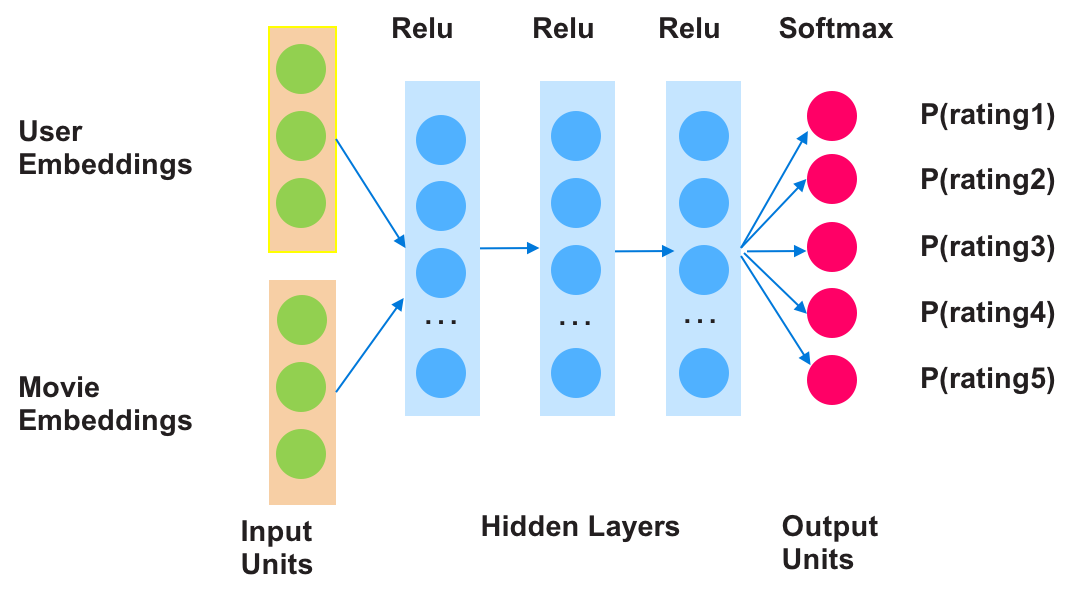 Relu Relu Relu Softmax
User
Embeddings
P(rating1)
P(rating2)
P(rating3)
P(rating4)
P(rating5)
... ... ...
Movie
Embeddings
Input
Units
Hidden Layers
Output
Units